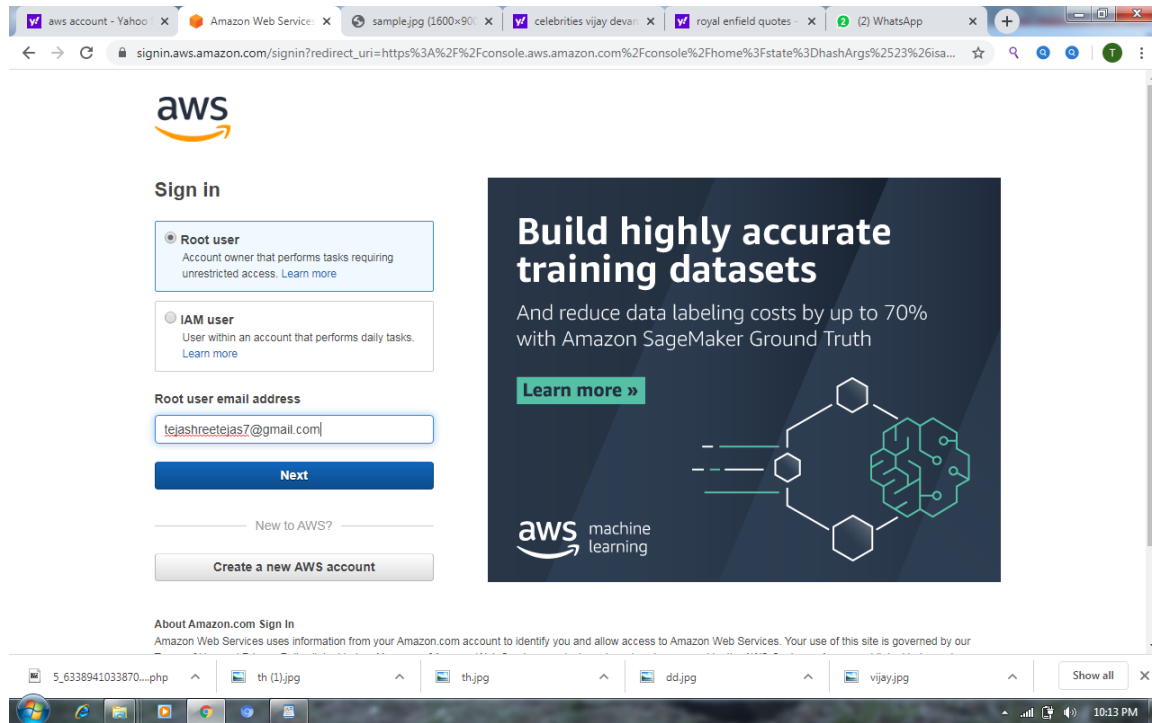 aws account - Yahoo
Amazon Web Service
sample.jpg (1600×90
celebrities vijay devan
royal enfield quotes -
(2) WhatsApp
signin.aws.amazon.com/signin?redirect_uri=https%3A%2F%2Fconsole.aws.amazon.com%2Fconsole%2Fhome%3Fstate%3DhashArgs%2523%26isa...
T
aws
Sign in
Root user
Account owner that performs tasks requiring
unrestricted access. Learn more
IAM user
User within an account that performs daily tasks.
Learn more
Root user email address
tejashreetejas7@gmail.com
Next
New to AWS?
Create a new AWS account
Build highly accurate
training datasets
And reduce data labeling costs by up to 70%
with Amazon SageMaker Ground Truth
Learn more »
aws machine
learning
About Amazon.com Sign In
Amazon Web Services uses information from your Amazon.com account to identify you and allow access to Amazon Web Services. Your use of this site is governed by our
5_6338941033870....php
th (1).jpg
th.jpg
dd.jpg
vijay.jpg
Show all
10:13 PM